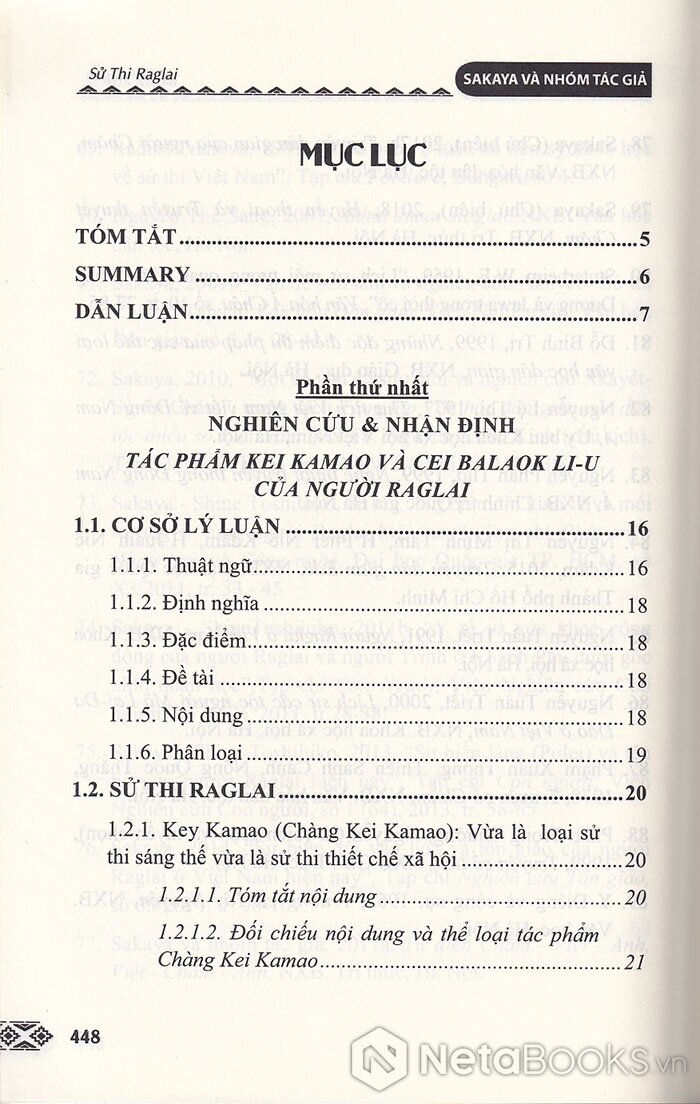 Sử Thi Raglai
SAKAYA VÀ NHÓM TÁC GIẢ
MỤC LỤC
TÓM TẮT.....5
SUMMARY.....6
DẪN LUẬN.....7
Phần thứ nhất
NGHIÊN CỨU & NHẬN ĐỊNH
TÁC PHẨM KEI KAMAO VÀ CEI BALAOK LI-U
CỦA NGƯỜI RAGLAI
1.1. CƠ SỞ LÝ LUẬN.....16
1.1.1. Thuật ngữ.....16
1.1.2. Định nghĩa.....18
1.1.3. Đặc điểm.....18
1.1.4. Đề tài.....18
1.1.5. Nội dung.....18
1.1.6. Phân loại.....19
1.2. SỬ THI RAGLAI.....20
1.2.1. Key Kamao (Chàng Kei Kamao): Vừa là loại sử
thi sáng thế vừa là sử thi thiết chế xã hội.....20
1.2.1.1. Tóm tắt nội dung.....20
1.2.1.2. Đối chiếu nội dung và thể loại tác phẩm
Chàng Kei Kamao.....21
448
NetaBooks.vn